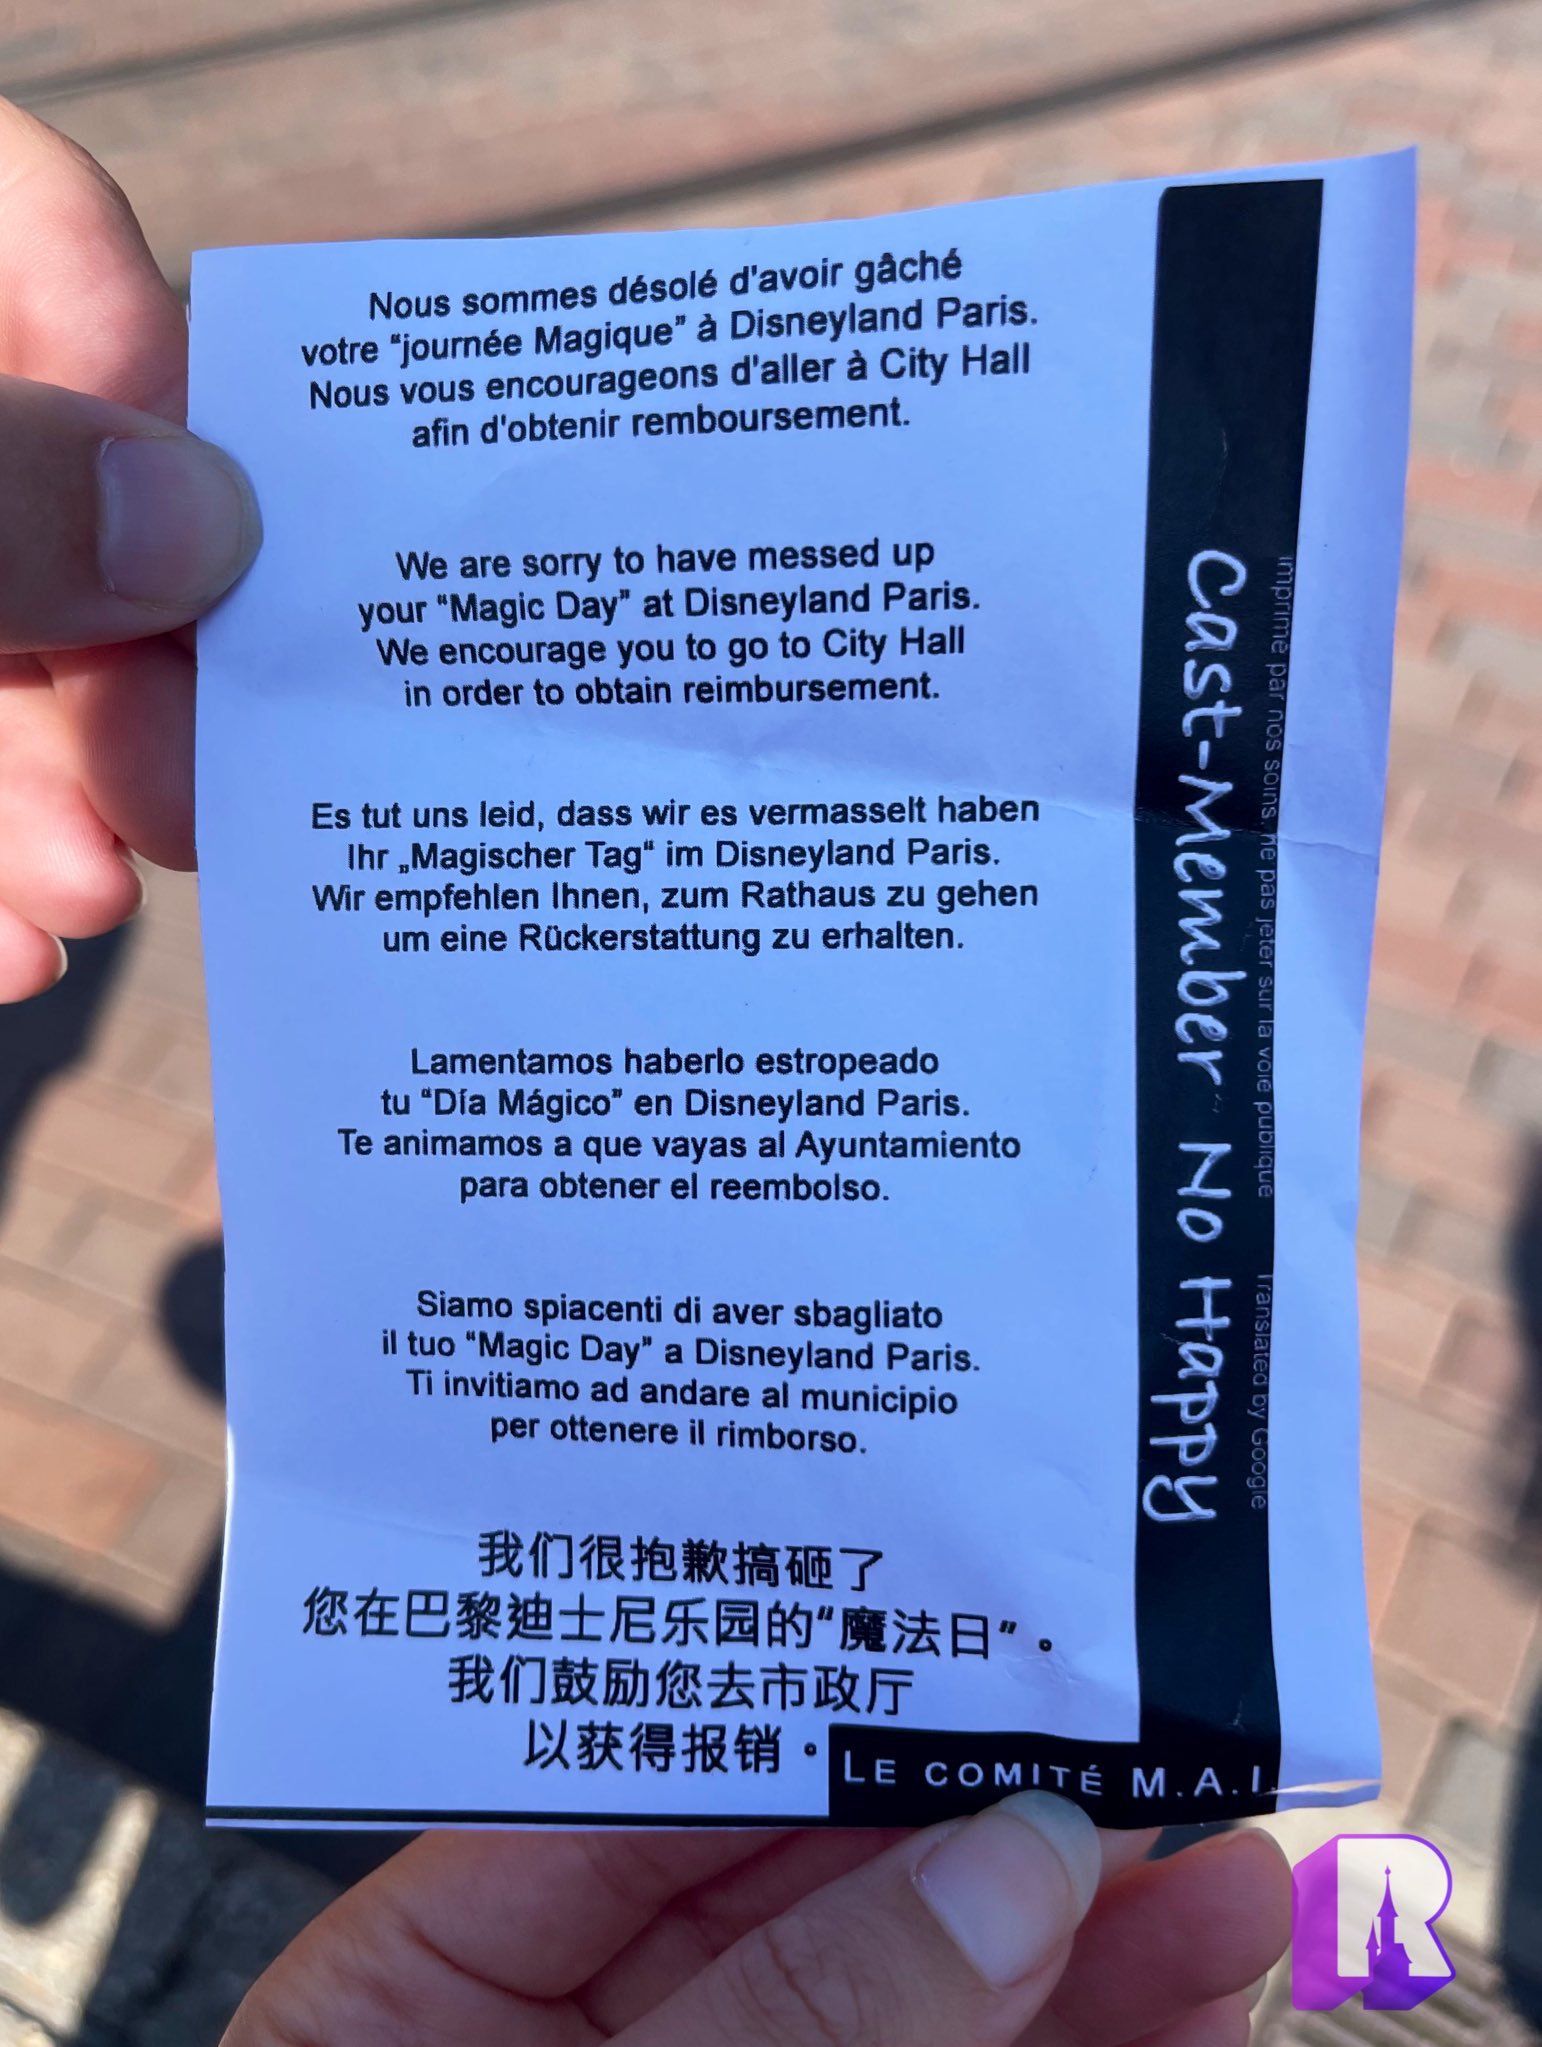 Nous sommes désolé d'avoir gâché
votre “journée Magique” à Disneyland Paris.
Nous vous encourageons d'aller à City Hall
afin d'obtenir remboursement.
We are sorry to have messed up
your “Magic Day” at Disneyland Paris.
We encourage you to go to City Hall
in order to obtain reimbursement.
Es tut uns leid, dass wir es vermasselt haben
Ihr „Magischer Tag“ im Disneyland Paris.
Wir empfehlen Ihnen, zum Rathaus zu gehen
um eine Rückerstattung zu erhalten.
Lamentamos haberlo estropeado
tu “Día Mágico” en Disneyland Paris.
Te animamos a que vayas al Ayuntamiento
para obtener el reembolso.
Siamo spiacenti di aver sbagliato
il tuo “Magic Day” a Disneyland Paris.
Ti invitiamo ad andare al municipio
per ottenere il rimborso.
我们很抱歉搞砸了
您在巴黎迪士尼乐园的“魔法日”。
我们鼓励您去市政厅
以获得报销。
LE COMITÉ M.A.I.
Cast-Member No Happy
imprimé par nos soins ne pas jeter sur la voie publique Translated by Google
R